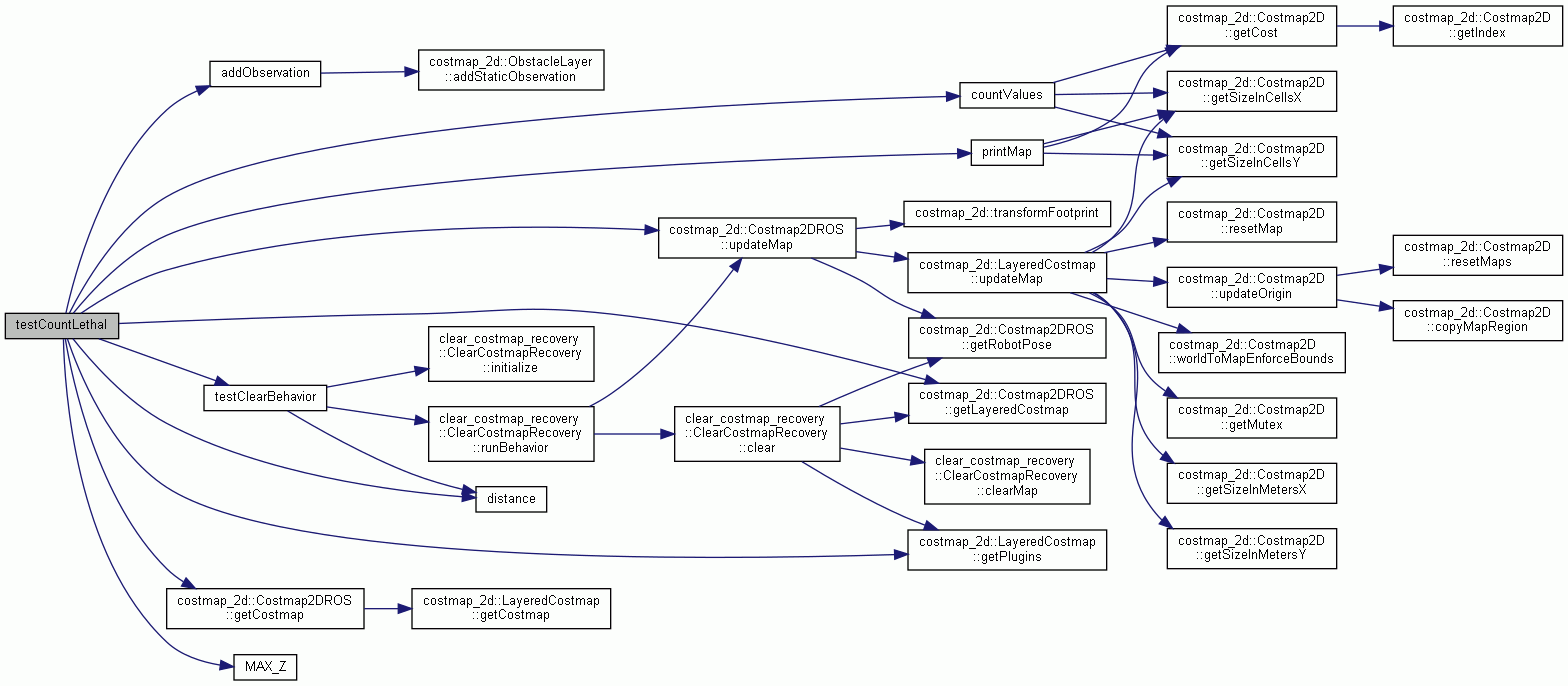 costmap_2d::Costmap2D
::getCost
costmap_2d::Costmap2D
::getIndex
addObservation
costmap_2d::ObstacleLayer
::addStaticObservation
countValues
costmap_2d::Costmap2D
::getSizeInCellsX
printMap
costmap_2d::Costmap2D
::getSizeInCellsY
costmap_2d::transformFootprint
costmap_2d::Costmap2D
::resetMap
costmap_2d::Costmap2DROS
::updateMap
costmap_2d::LayeredCostmap
::updateMap
costmap_2d::Costmap2D
::updateOrigin
costmap_2d::Costmap2D
::resetMaps
costmap_2d::Costmap2D
::copyMapRegion
testCountLethal
costmap_2d::Costmap2DROS
::getRobotPose
costmap_2d::Costmap2D
::worldToMapEnforceBounds
clear_costmap_recovery
::ClearCostmapRecovery
::initialize
testClearBehavior
costmap_2d::Costmap2DROS
::getLayeredCostmap
costmap_2d::Costmap2D
::getMutex
clear_costmap_recovery
::ClearCostmapRecovery
::runBehavior
clear_costmap_recovery
::ClearCostmapRecovery
::clear
clear_costmap_recovery
::ClearCostmapRecovery
::clearMap
costmap_2d::Costmap2D
::getSizeInMetersX
distance
costmap_2d::LayeredCostmap
::getPlugins
costmap_2d::Costmap2D
::getSizeInMetersY
costmap_2d::Costmap2DROS
::getCostmap
costmap_2d::LayeredCostmap
::getCostmap
MAX_Z